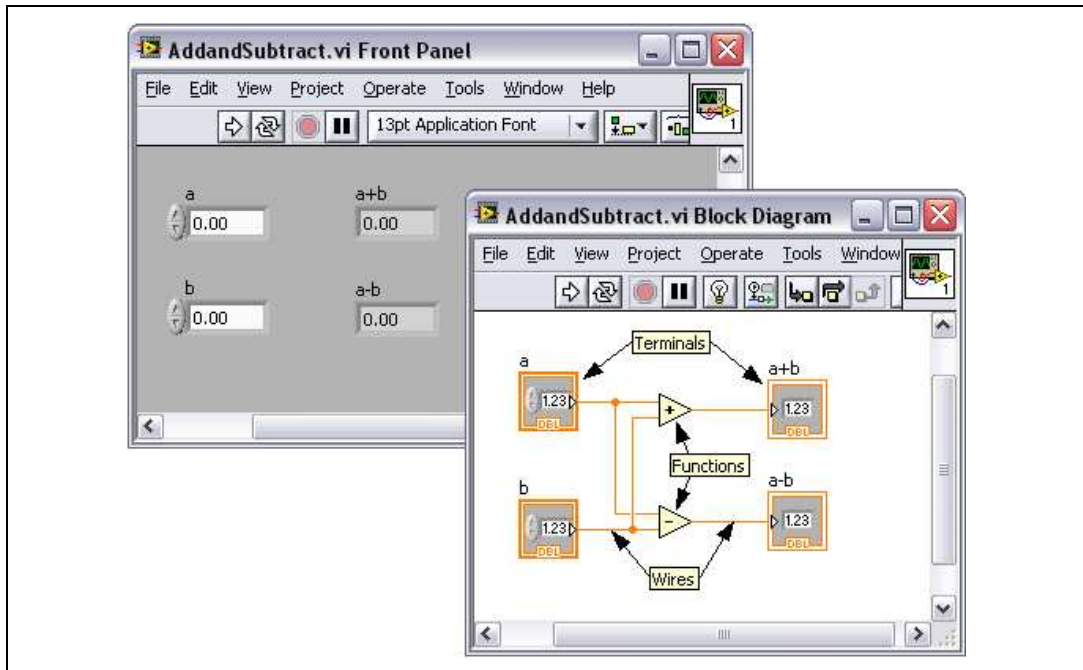 AddandSubtract.vi Front Panel
File Edit View Project Operate Tools Window Help
13pt Application Font
1
a
0.00
a+b
0.00
b
0.00
a-b
0.00
AddandSubtract.vi Block Diagram
File Edit View Project Operate Tools Window
1
Terminals
a
1.23
DBL
a+b
1.23
DBL
+
Functions
b
1.23
DBL
a-b
1.23
DBL
-
Wires